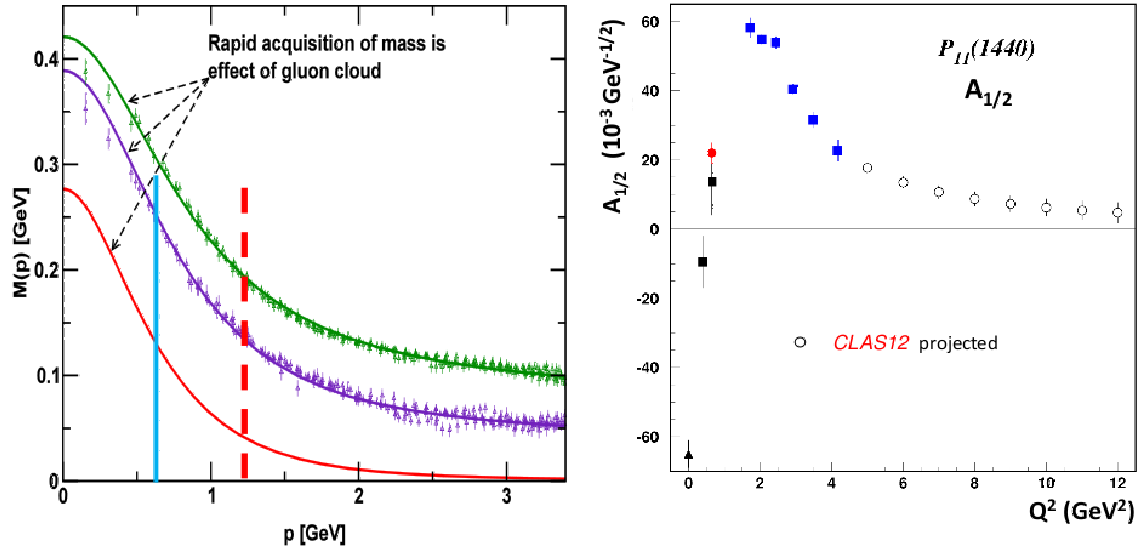 Rapid acquisition of mass is
effect of gluon cloud
M(p) [GeV]
0.4
0.3
0.2
0.1
0
0
1
2
3
p [GeV]
P₁₁(1440)
A₁/₂
A₁/₂ (10⁻³ GeV⁻¹/²)
60
40
20
0
-20
-40
-60
CLAS12 projected
0 2 4 6 8 10 12
Q² (GeV²)